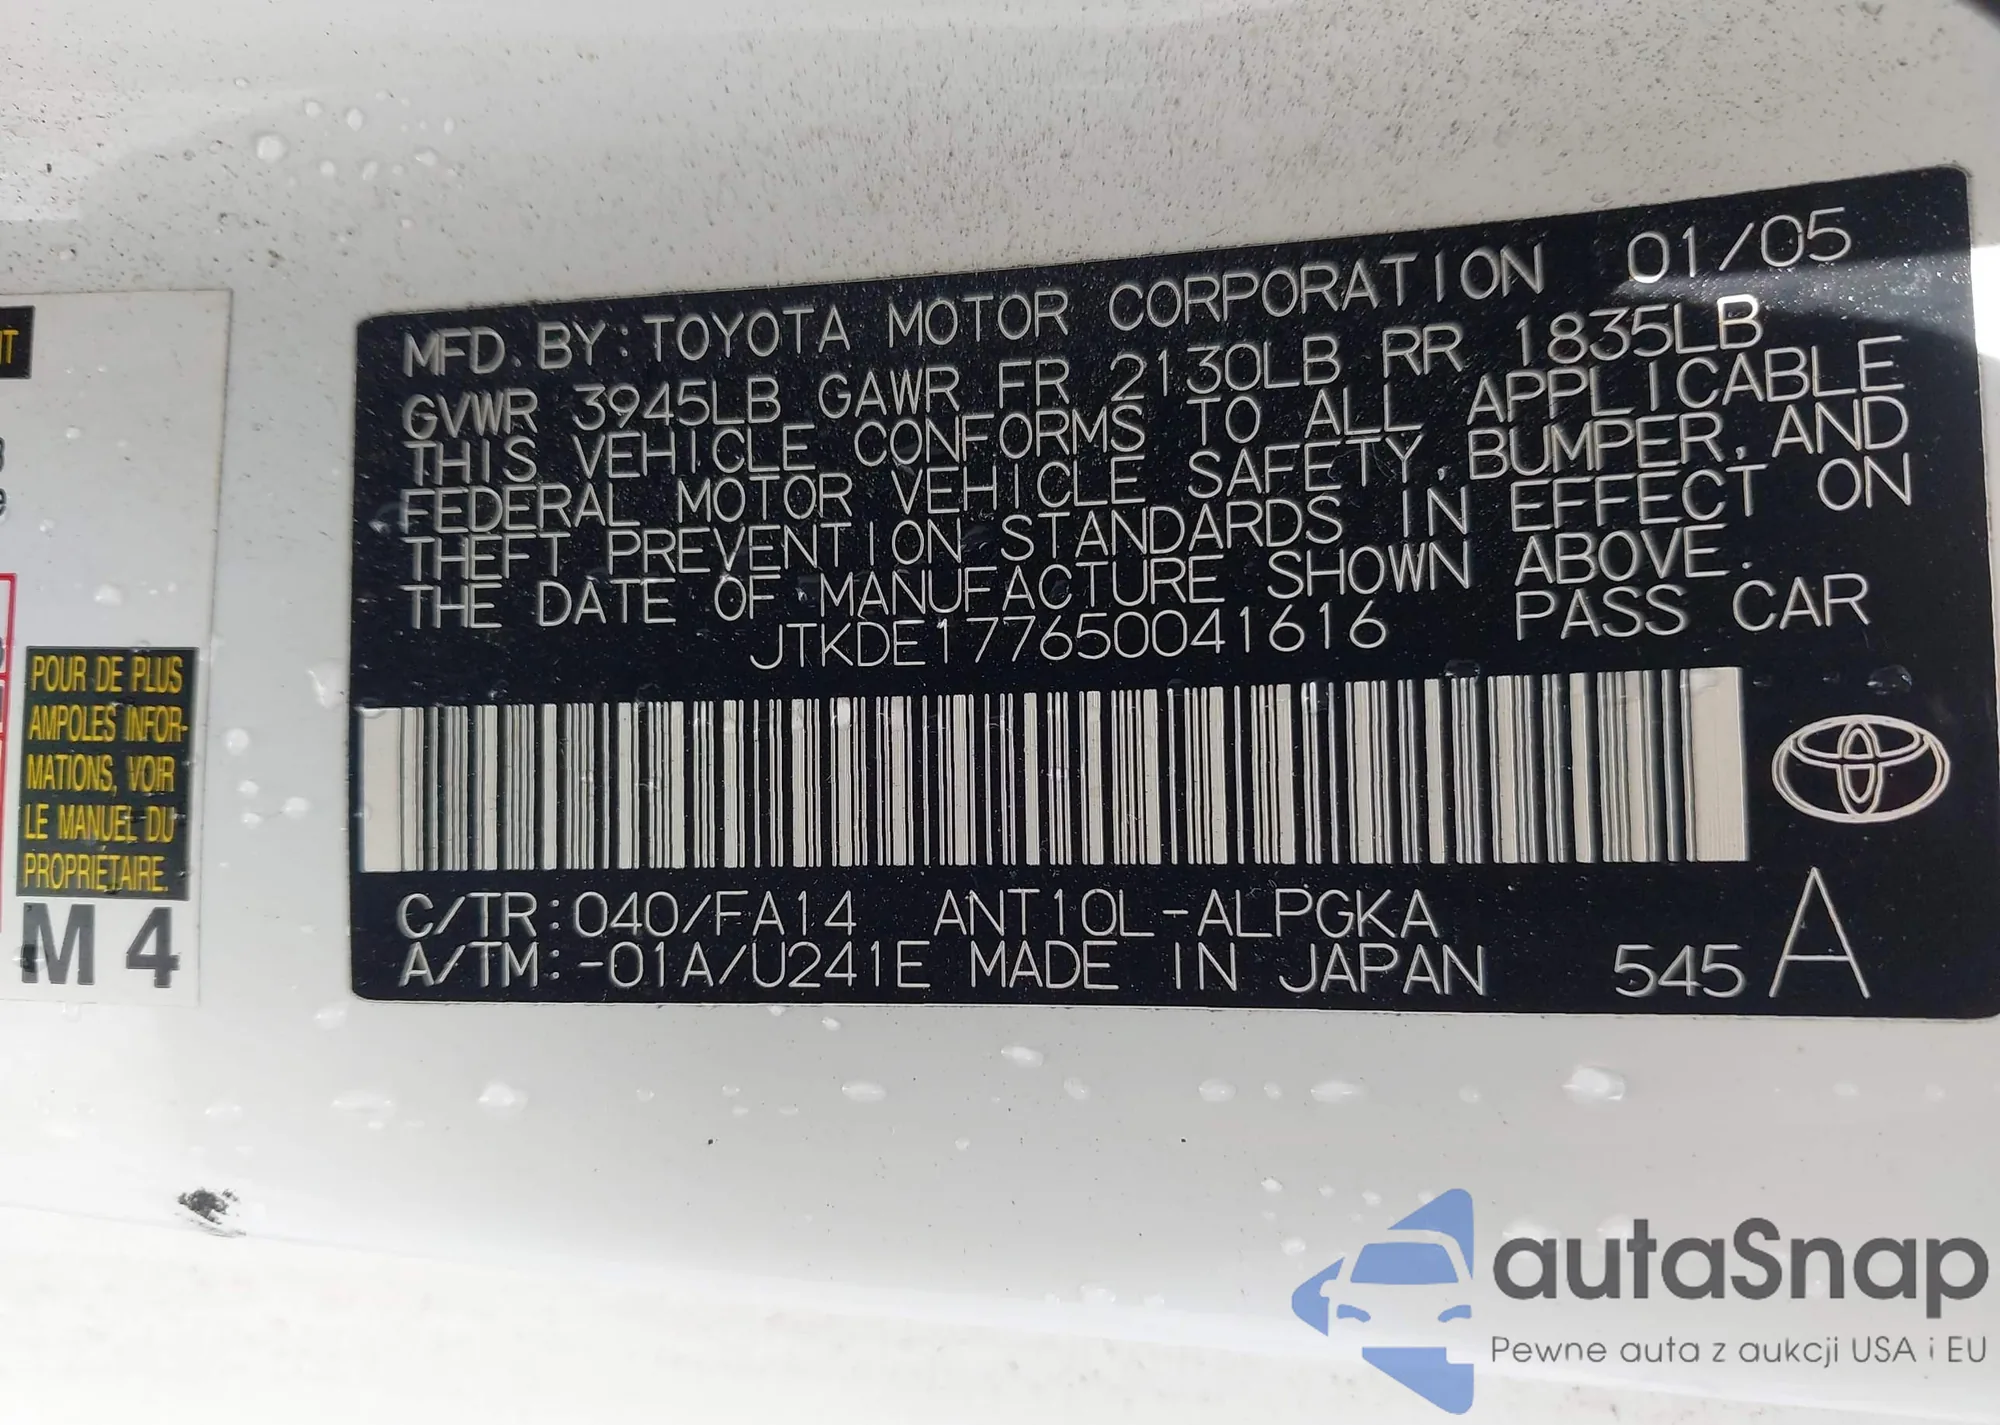 MFD. BY: TOYOTA MOTOR CORPORATION 01/05
GVWR 3945LB GAWR FR 2130LB RR 1835LB
THIS VEHICLE CONFORMS TO ALL APPLICABLE
FEDERAL MOTOR VEHICLE SAFETY, BUMPER, AND
THEFT PREVENTION STANDARDS IN EFFECT ON
THE DATE OF MANUFACTURE SHOWN ABOVE.
JTKDE177650041616 PASS CAR
C/TR: 040/FA14 ANT10L-ALPGKA
A/TM: -01A/U241E MADE IN JAPAN 545 A
POUR DE PLUS
AMPOLES INFOR-
MATIONS, VOIR
LE MANUEL DU
PROPRIÉTAIRE.
M 4
autaSnap
Pewne auta z aukcji USA i EU